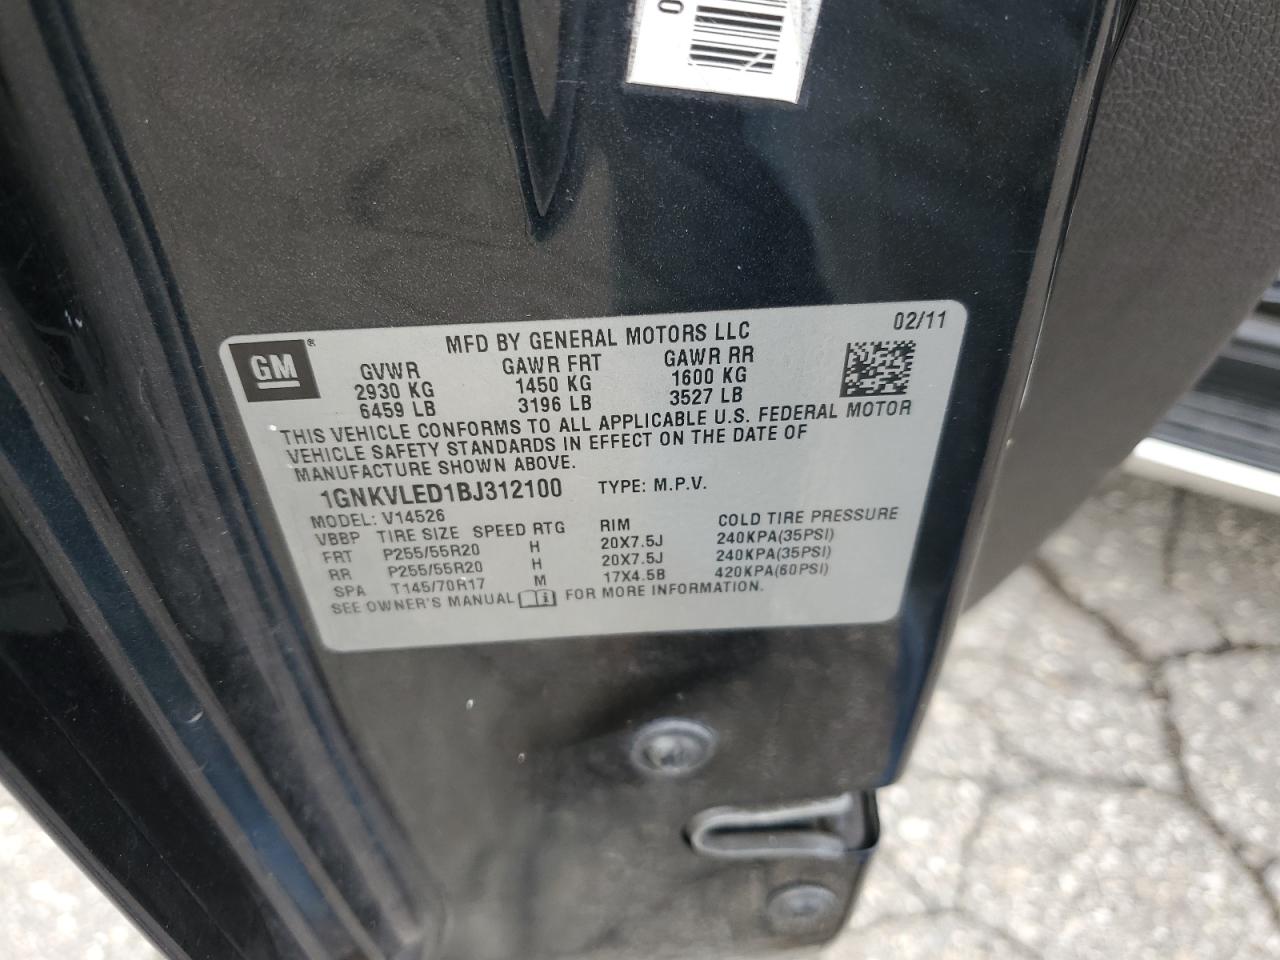 0
GM ®
MFD BY GENERAL MOTORS LLC
02/11
GVWR GAWR FRT GAWR RR
2930 KG 1450 KG 1600 KG
6459 LB 3196 LB 3527 LB
THIS VEHICLE CONFORMS TO ALL APPLICABLE U.S. FEDERAL MOTOR
VEHICLE SAFETY STANDARDS IN EFFECT ON THE DATE OF
MANUFACTURE SHOWN ABOVE.
1GNKVLED1BJ312100 TYPE: M.P.V.
MODEL: V14526
VBBP TIRE SIZE SPEED RTG RIM COLD TIRE PRESSURE
FRT P255/55R20 H 20X7.5J 240KPA(35PSI)
RR P255/55R20 H 20X7.5J 240KPA(35PSI)
SPA T145/70R17 M 17X4.5B 420KPA(60PSI)
SEE OWNER'S MANUAL i FOR MORE INFORMATION.